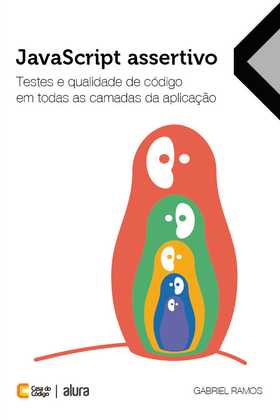 JavaScript assertivo
Testes e qualidade de código
em todas as camadas da aplicação
Casa do
Código
alura
GABRIEL RAMOS